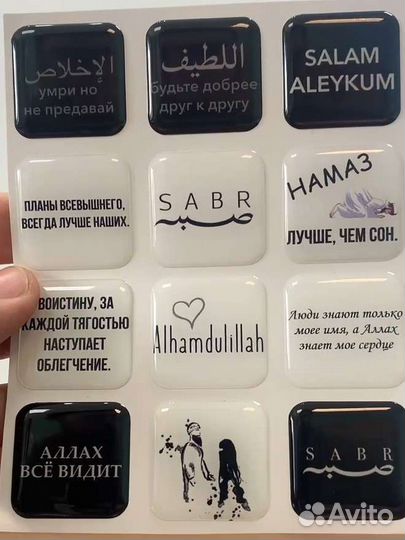 الإخلاص
умри но
не предавай
اللطيف
будьте добрее
друг к другу
SALAM
ALEYKUM
ПЛАНЫ ВСЕВЫШНЕГО,
ВСЕГДА ЛУЧШЕ НАШИХ.
SABR
صبر
НАМАЗ
ЛУЧШЕ, ЧЕМ СОН.
ВОИСТИНУ, ЗА
КАЖДОЙ ТЯГОСТЬЮ
НАСТУПАЕТ
ОБЛЕГЧЕНИЕ.
Alhamdulillah
Люди знают только
моее имя, а Аллах
знает мое сердце
АЛЛАХ
ВСЁ ВИДИТ
SABR
صبر
Avito